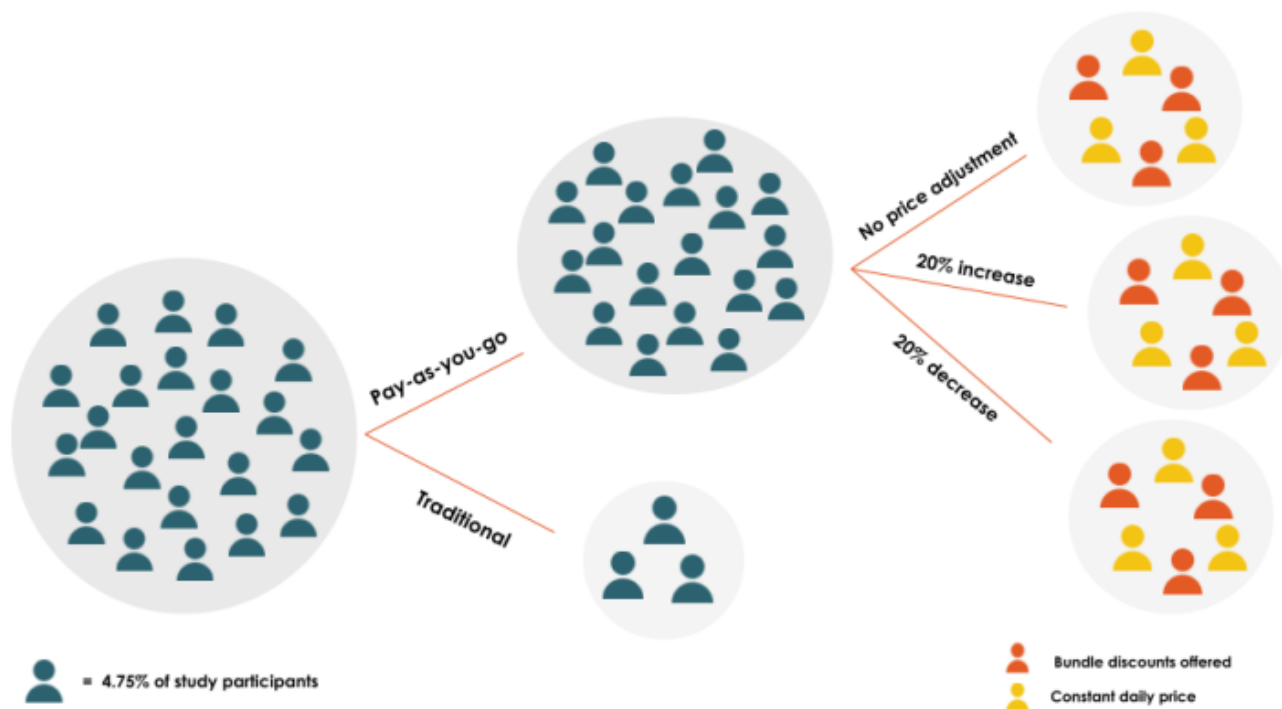 No price adjustment
20% increase
20% decrease
Pay-as-you-go
Traditional
= 4.75% of study participants
Bundle discounts offered
Constant daily price